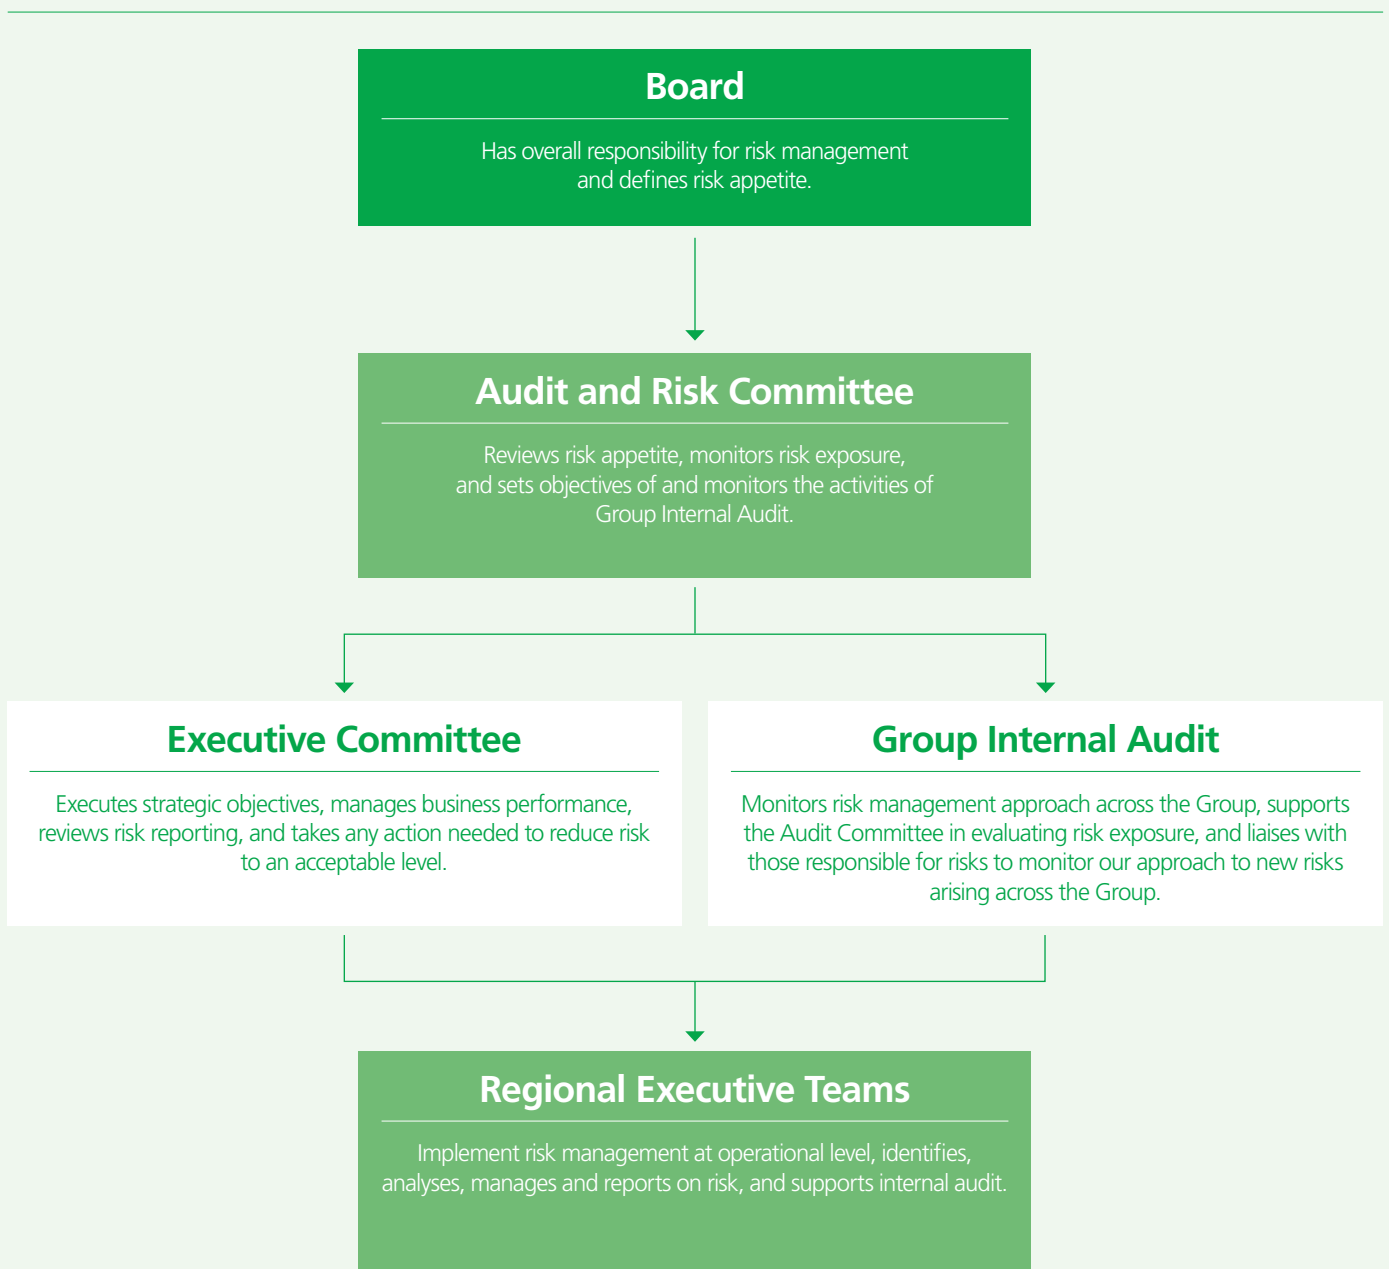 Board
Has overall responsibility for risk management
and defines risk appetite.
Audit and Risk Committee
Reviews risk appetite, monitors risk exposure,
and sets objectives of and monitors the activities of
Group Internal Audit.
Executive Committee
Executes strategic objectives, manages business performance,
reviews risk reporting, and takes any action needed to reduce risk
to an acceptable level.
Group Internal Audit
Monitors risk management approach across the Group, supports
the Audit Committee in evaluating risk exposure, and liaises with
those responsible for risks to monitor our approach to new risks
arising across the Group.
Regional Executive Teams
Implement risk management at operational level, identifies,
analyses, manages and reports on risk, and supports internal audit.